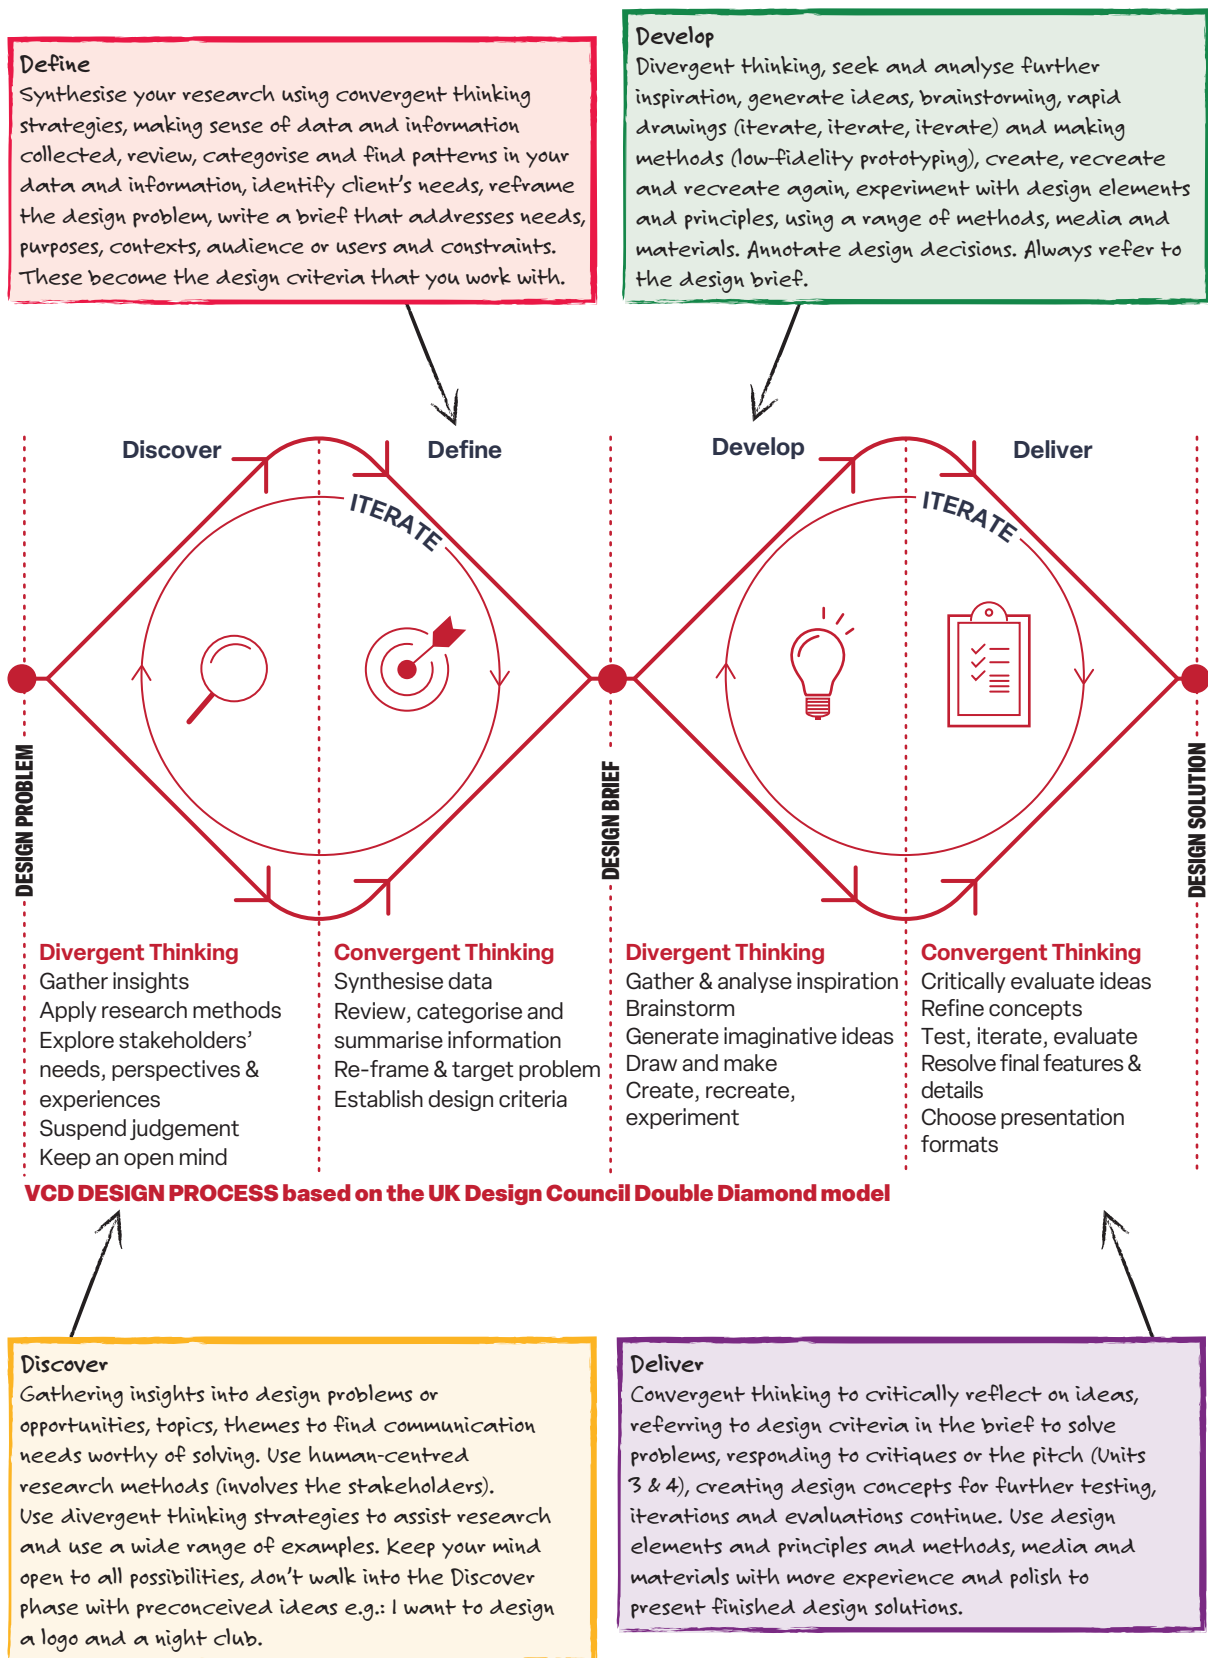 Define
Synthesise your research using convergent thinking
strategies, making sense of data and information
collected, review, categorise and find patterns in your
data and information, identify client's needs, reframe
the design problem, write a brief that addresses needs,
purposes, contexts, audience or users and constraints.
These become the design criteria that you work with.
Develop
Divergent thinking, seek and analyse further
inspiration, generate ideas, brainstorming, rapid
drawings (iterate, iterate, iterate) and making
methods (low-fidelity prototyping), create, recreate
and recreate again, experiment with design elements
and principles, using a range of methods, media and
materials. Annotate design decisions. Always refer to
the design brief.
Discover
Define
Develop
Deliver
ITERATE
ITERATE
DESIGN PROBLEM
DESIGN BRIEF
DESIGN SOLUTION
Divergent Thinking
Gather insights
Apply research methods
Explore stakeholders'
needs, perspectives &
experiences
Suspend judgement
Keep an open mind
Convergent Thinking
Synthesise data
Review, categorise and
summarise information
Re-frame & target problem
Establish design criteria
Divergent Thinking
Gather & analyse inspiration
Brainstorm
Generate imaginative ideas
Draw and make
Create, recreate,
experiment
Convergent Thinking
Critically evaluate ideas
Refine concepts
Test, iterate, evaluate
Resolve final features &
details
Choose presentation
formats
VCD DESIGN PROCESS based on the UK Design Council Double Diamond model
Discover
Gathering insights into design problems or
opportunities, topics, themes to find communication
needs worthy of solving. Use human-centred
research methods (involves the stakeholders).
Use divergent thinking strategies to assist research
and use a wide range of examples. Keep your mind
open to all possibilities, don't walk into the Discover
phase with preconceived ideas e.g.: I want to design
a logo and a night club.
Deliver
Convergent thinking to critically reflect on ideas,
referring to design criteria in the brief to solve
problems, responding to critiques or the pitch (Units
3 & 4), creating design concepts for further testing,
iterations and evaluations continue. Use design
elements and principles and methods, media and
materials with more experience and polish to
present finished design solutions.